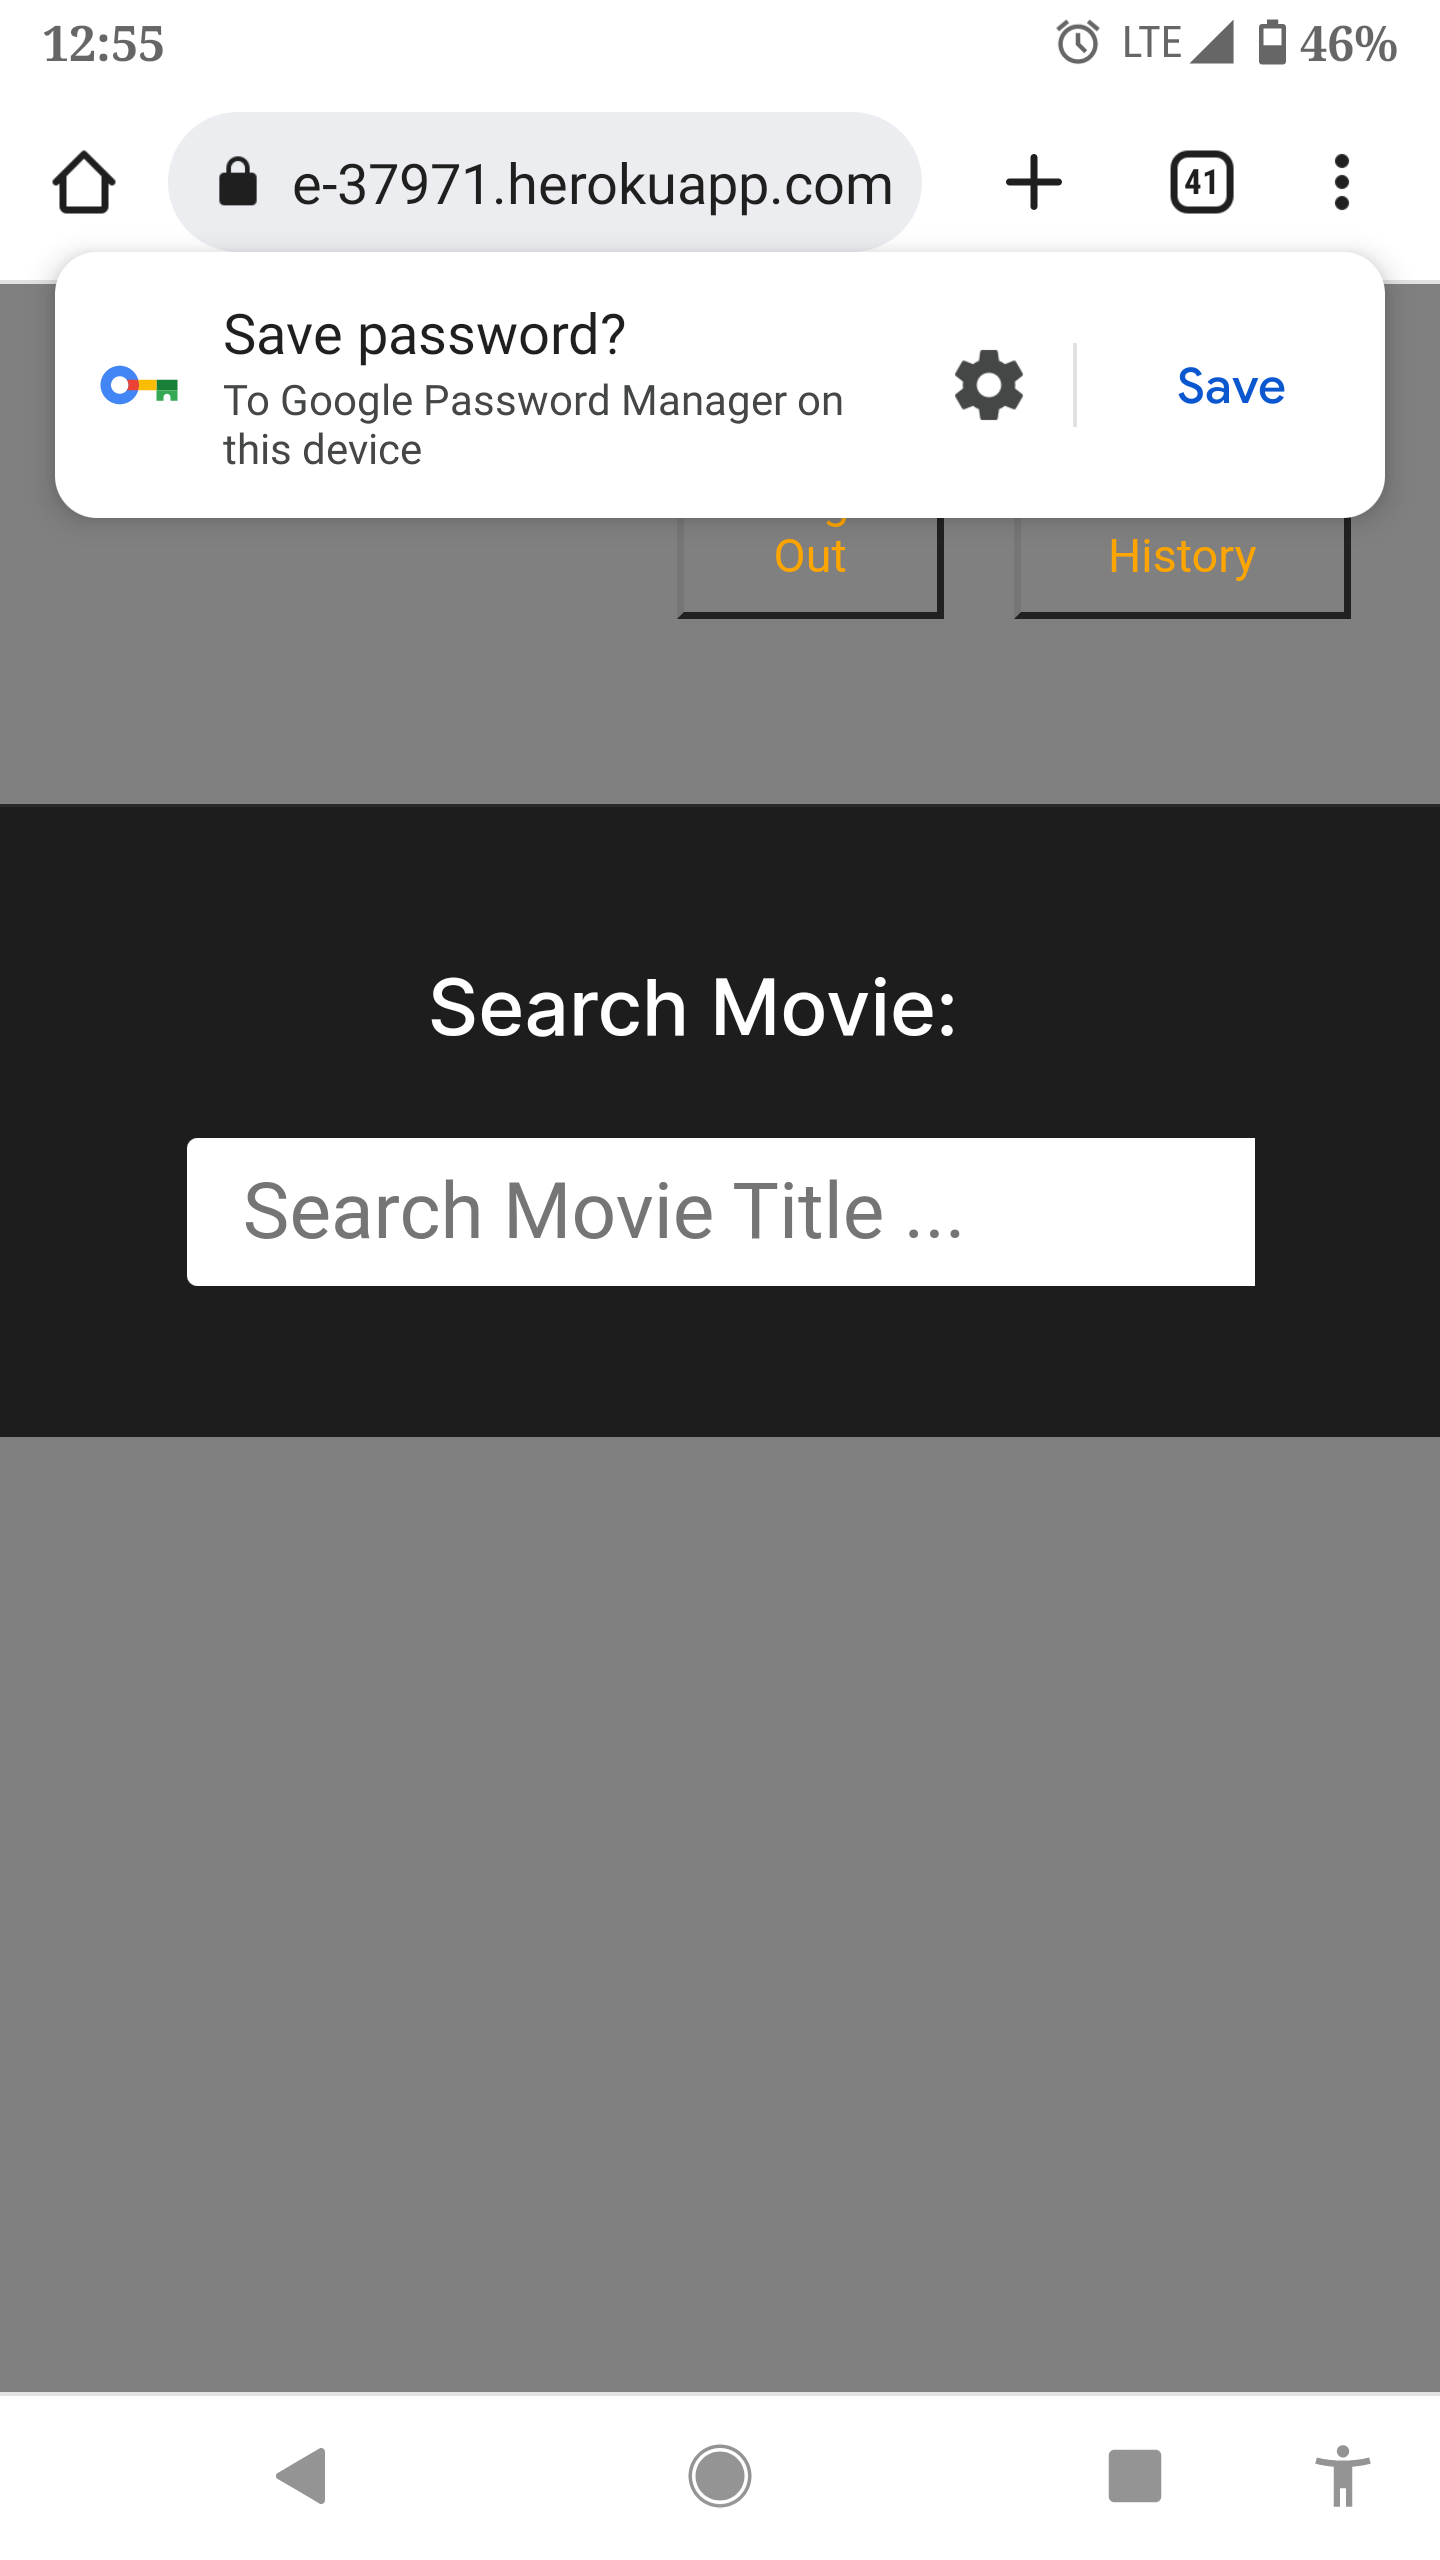 12:55
LTE 46%
e-37971.herokuapp.com
41
Save password?
To Google Password Manager on
this device
Save
Out
History
Search Movie:
Search Movie Title ...